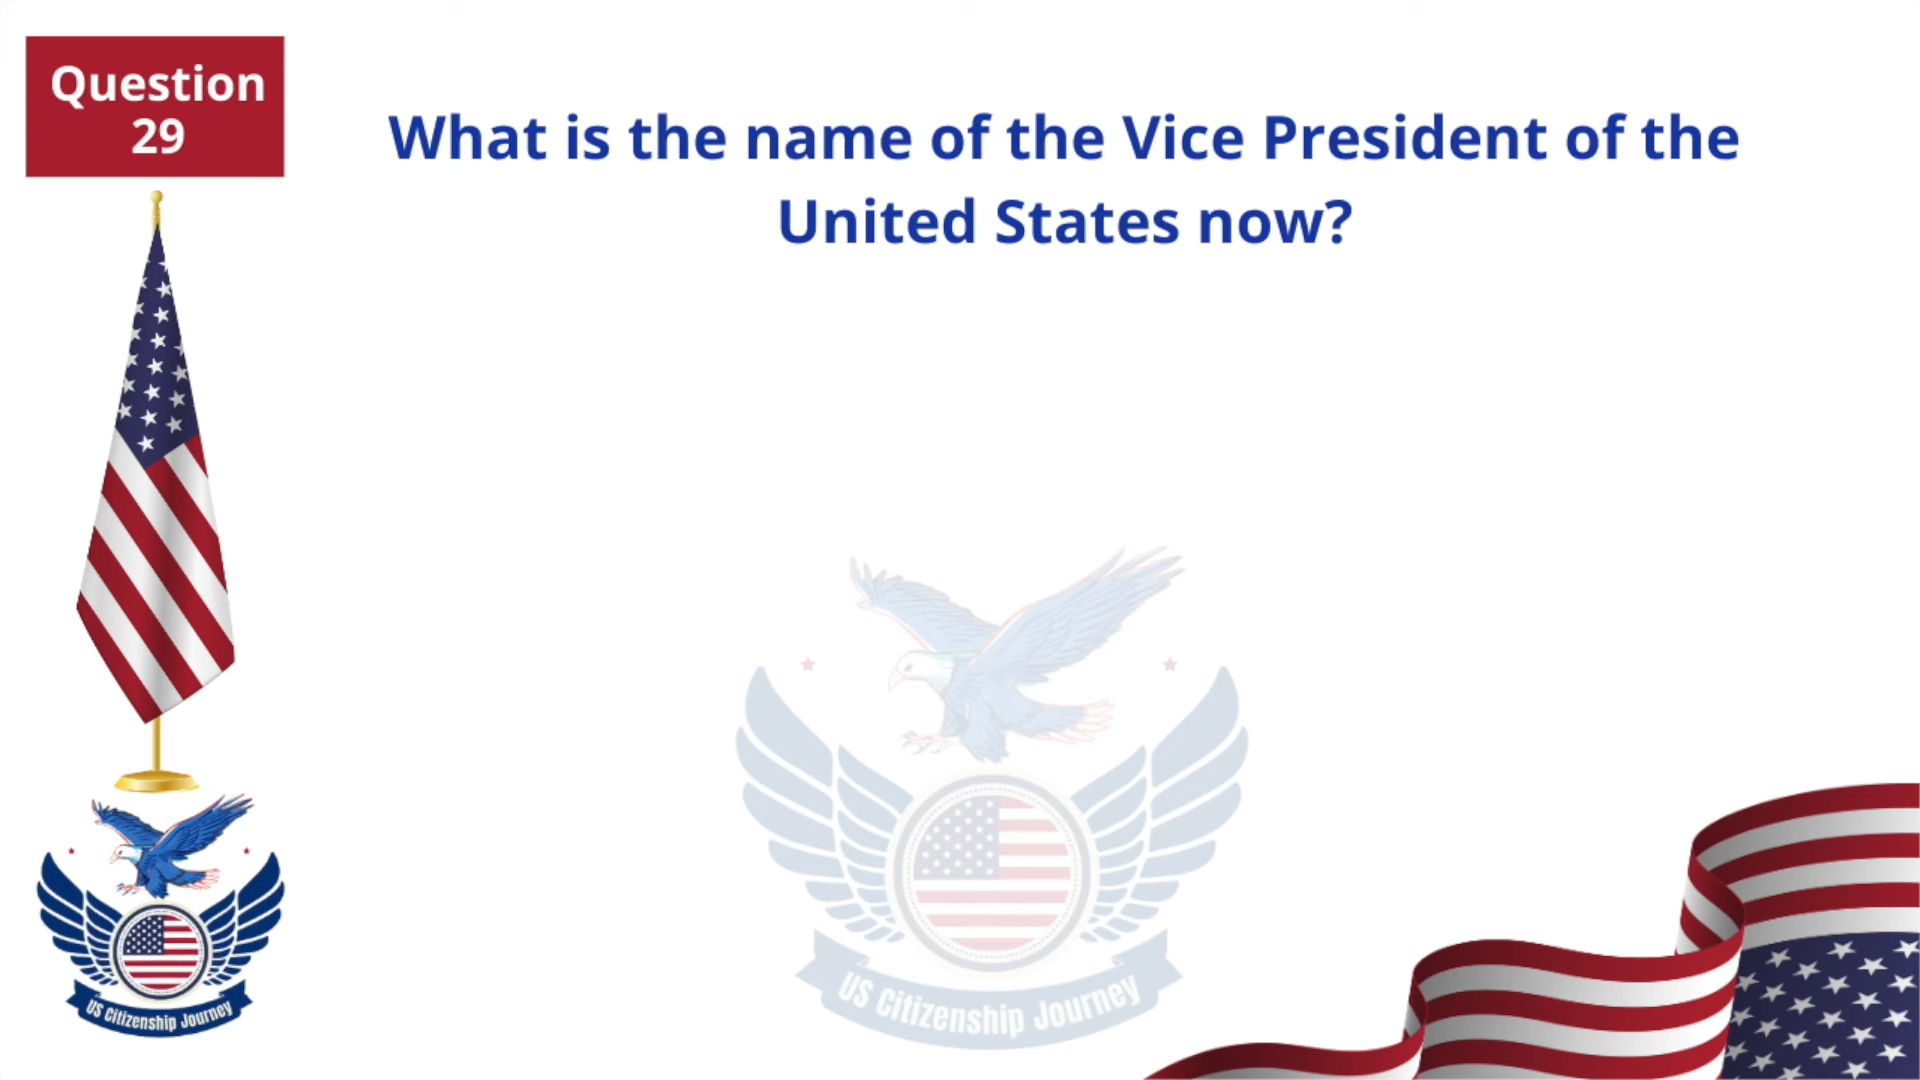 Question
29
What is the name of the Vice President of the
United States now?
US Citizenship Journey
US Citizenship Journey